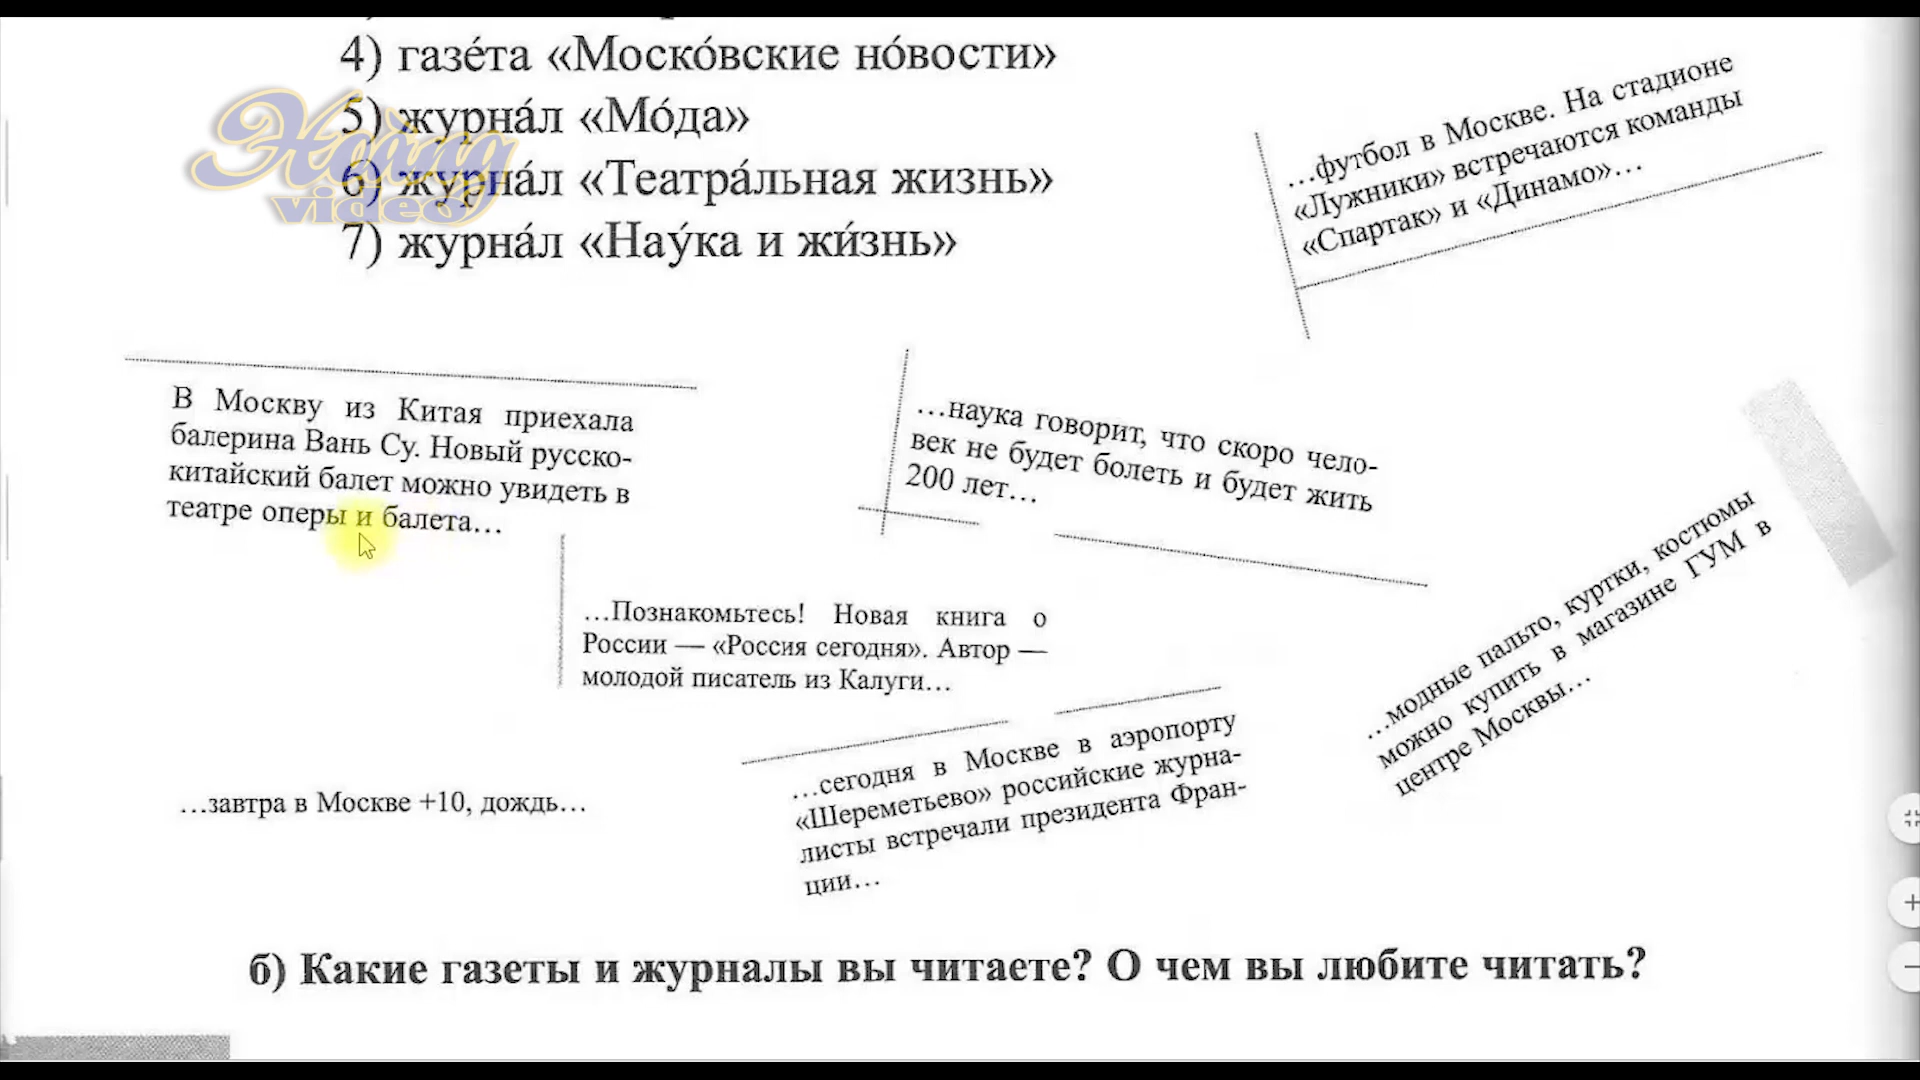 4) газе́та «Моско́вские но́вости»
5) журна́л «Мо́да»
6) журна́л «Театра́льная жизнь»
7) журна́л «Нау́ка и жи́знь»
Hoàng
video
…футбол в Москве. На стадионе
«Лужники» встречаются команды
«Спартак» и «Динамо»…
В Москву из Китая приехала
балерина Вань Су. Новый русско-
китайский балет можно увидеть в
театре оперы и балета…
…наука говорит, что скоро чело-
век не будет болеть и будет жить
200 лет…
…Познакомьтесь! Новая книга о
России — «Россия сегодня». Автор —
молодой писатель из Калуги…
…модные пальто, куртки, костюмы
можно купить в магазине ГУМ в
центре Москвы…
…завтра в Москве +10, дождь…
…сегодня в Москве в аэропорту
«Шереметьево» российские журна-
листы встречали президента Фран-
ции…
б) Какие газеты и журналы вы читаете? О чем вы любите читать?